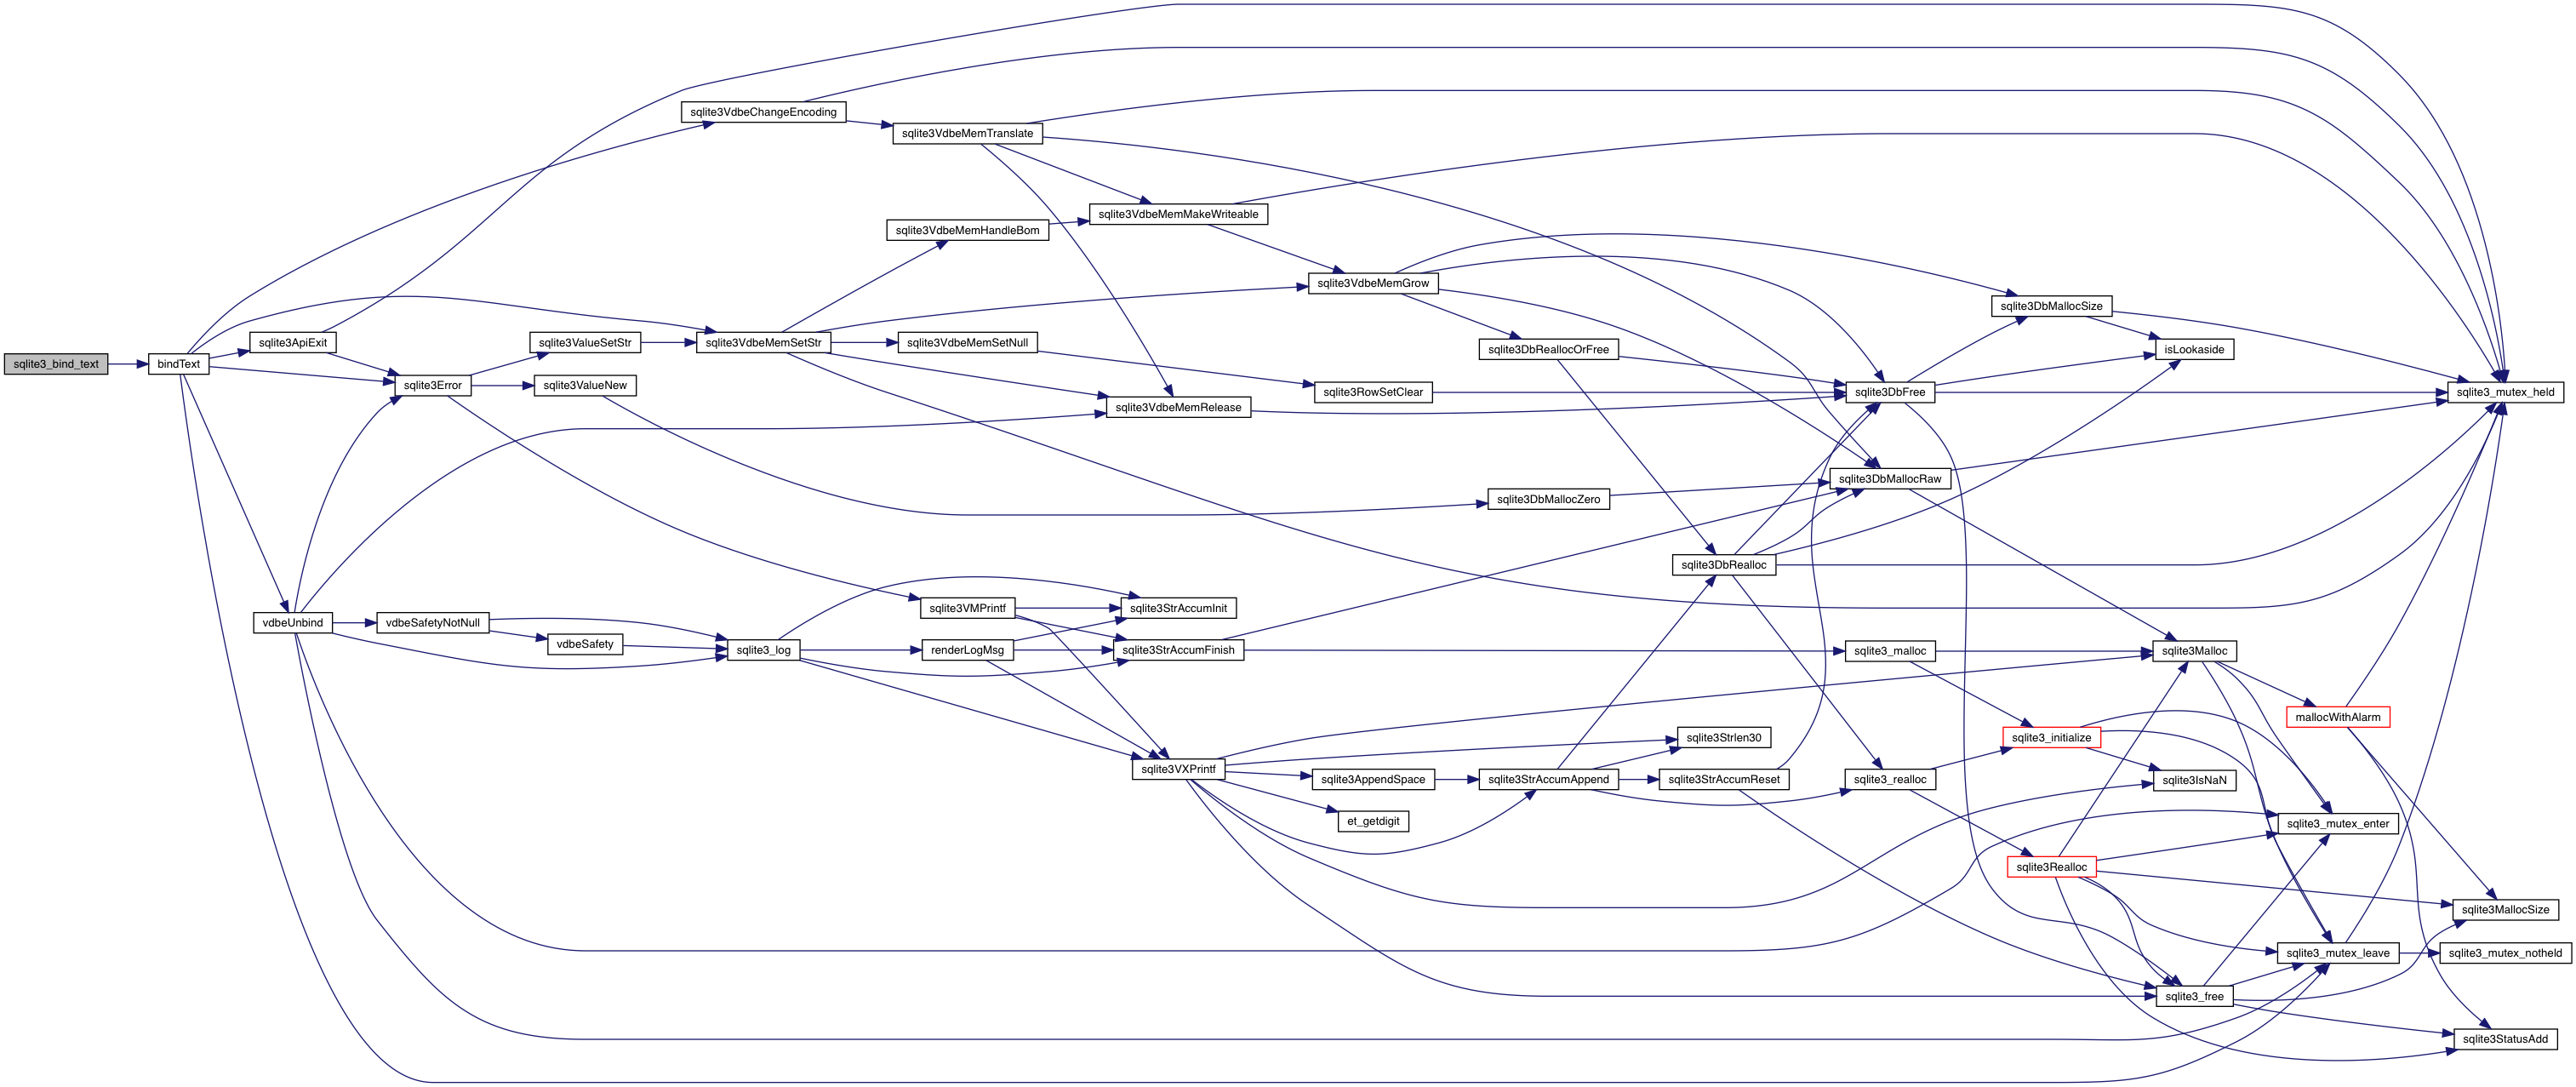 sqlite3_bind_text
bindText
sqlite3ApiExit
vdbeUnbind
sqlite3Error
vdbeSafetyNotNull
sqlite3ValueSetStr
sqlite3ValueNew
vdbeSafety
sqlite3VdbeChangeEncoding
sqlite3VdbeMemSetStr
sqlite3_log
sqlite3VdbeMemTranslate
sqlite3VdbeMemHandleBom
sqlite3VdbeMemSetNull
sqlite3VMPrintf
renderLogMsg
sqlite3VdbeMemMakeWriteable
sqlite3VdbeMemRelease
sqlite3StrAccumInit
sqlite3StrAccumFinish
sqlite3VXPrintf
sqlite3VdbeMemGrow
sqlite3RowSetClear
sqlite3AppendSpace
et_getdigit
sqlite3DbReallocOrFree
sqlite3DbMallocZero
sqlite3StrAccumAppend
sqlite3DbRealloc
sqlite3Strlen30
sqlite3StrAccumReset
sqlite3DbFree
sqlite3DbMallocRaw
sqlite3_malloc
sqlite3_realloc
sqlite3DbMallocSize
sqlite3_initialize
sqlite3Realloc
isLookaside
sqlite3Malloc
sqlite3IsNaN
sqlite3_free
mallocWithAlarm
sqlite3_mutex_enter
sqlite3_mutex_leave
sqlite3_mutex_held
sqlite3MallocSize
sqlite3_mutex_notheld
sqlite3StatusAdd